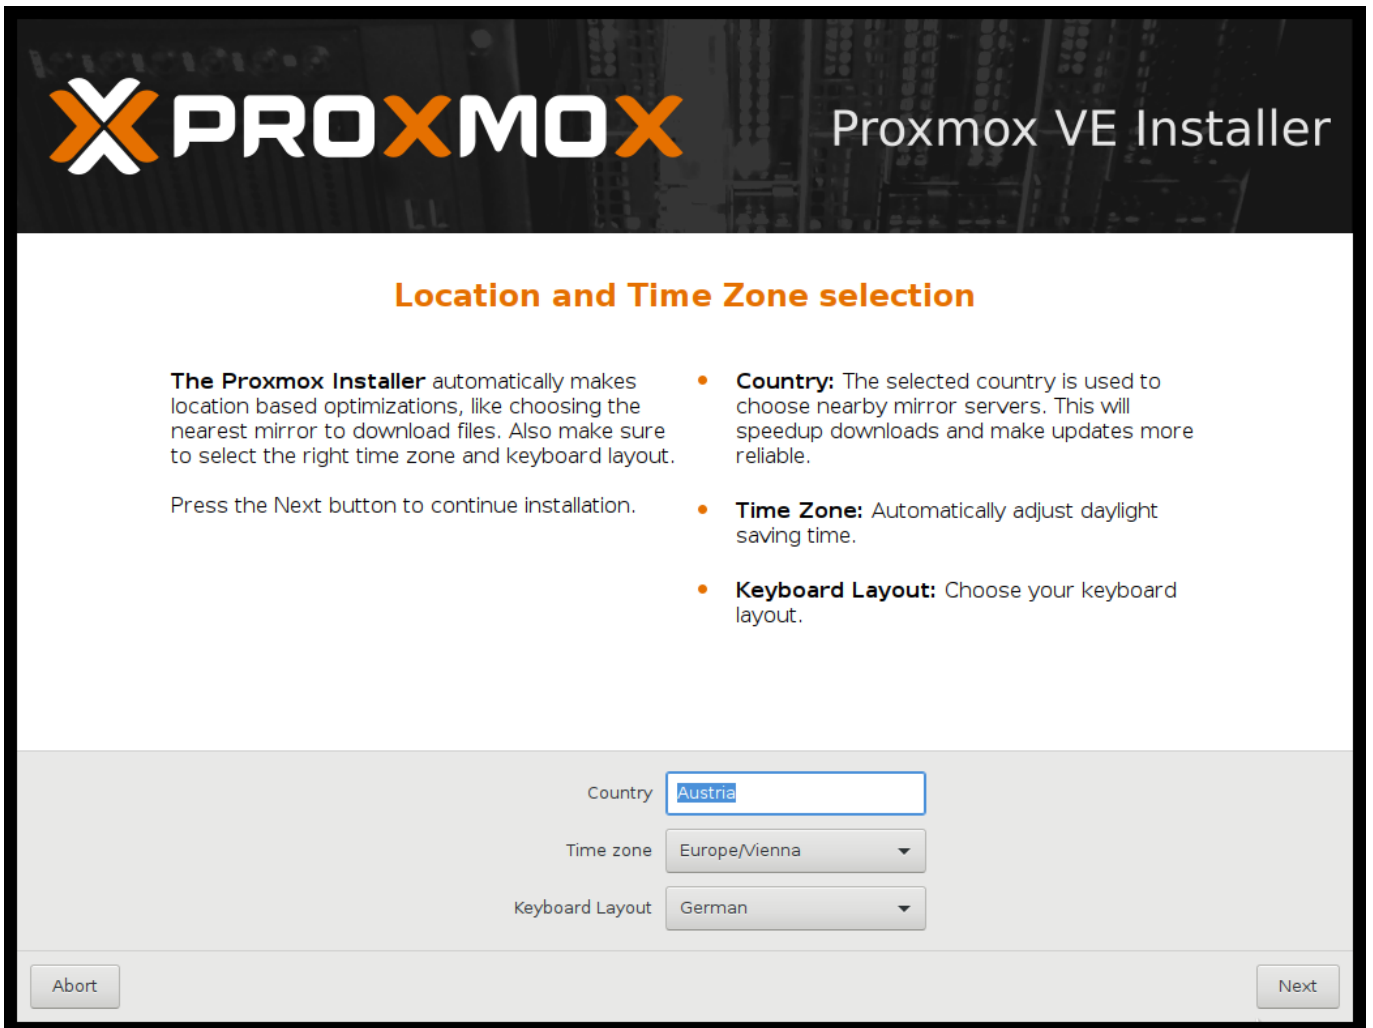 PROXMOX
Proxmox VE Installer
Location and Time Zone selection
The Proxmox Installer automatically makes
location based optimizations, like choosing the
nearest mirror to download files. Also make sure
to select the right time zone and keyboard layout.
Press the Next button to continue installation.
Country: The selected country is used to
choose nearby mirror servers. This will
speedup downloads and make updates more
reliable.
Time Zone: Automatically adjust daylight
saving time.
Keyboard Layout: Choose your keyboard
layout.
Country Austria
Time zone Europe/Vienna
Keyboard Layout German
Abort Next